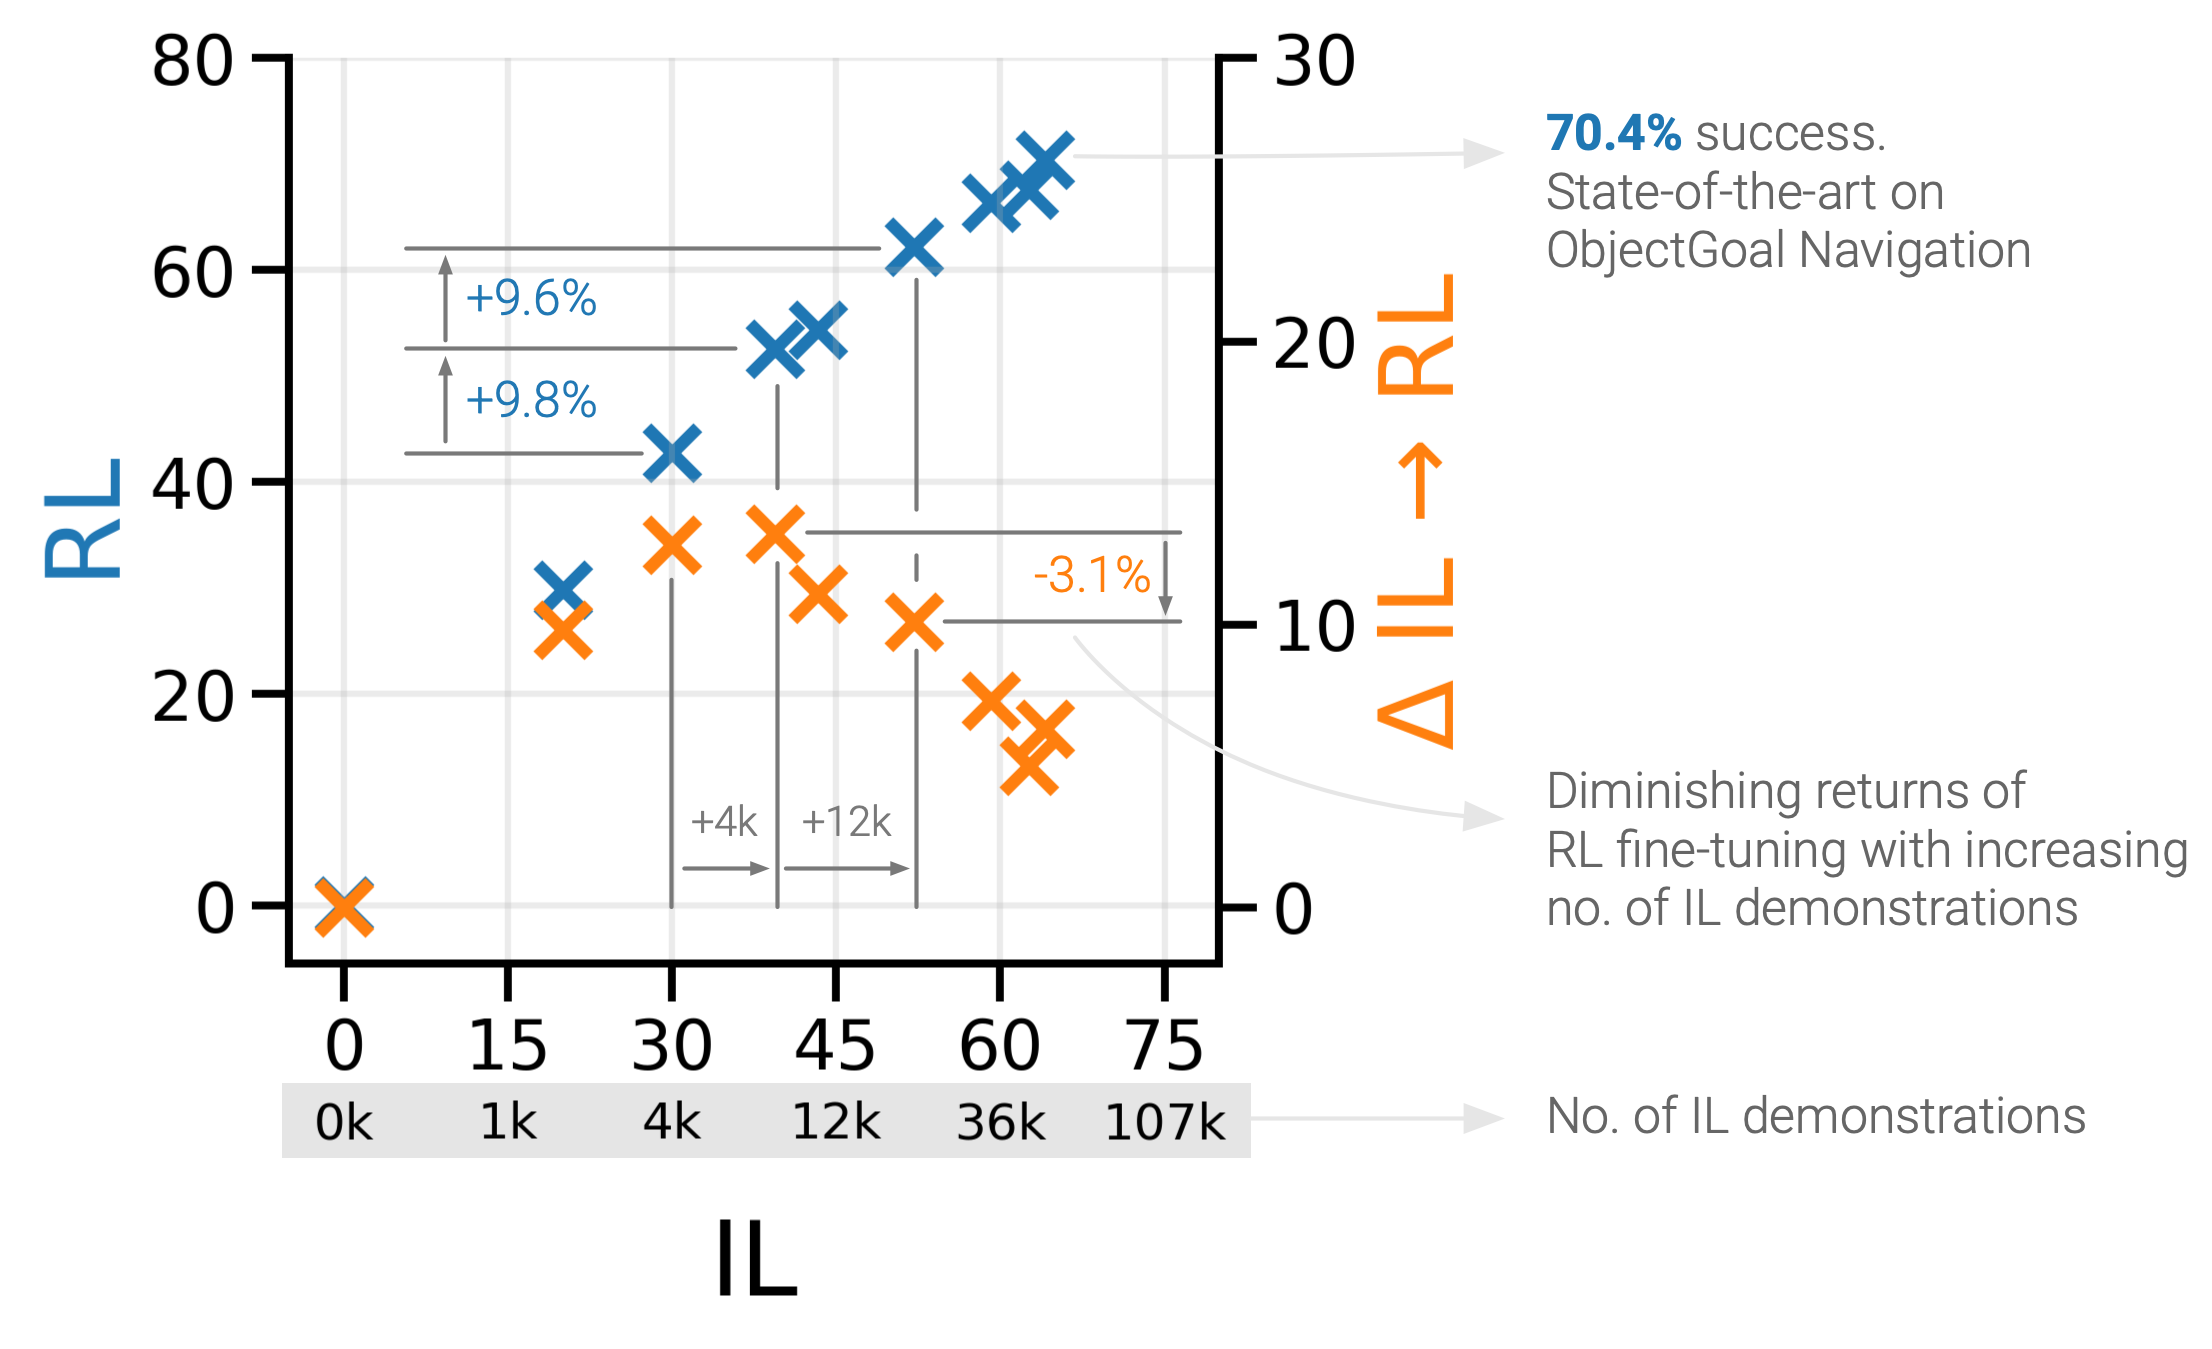 80
60
40
20
0
RL
30
20
10
0
Δ IL → RL
+9.6%
+9.8%
-3.1%
+4k
+12k
0 15 30 45 60 75
0k 1k 4k 12k 36k 107k
IL
70.4% success.
State-of-the-art on
ObjectGoal Navigation
Diminishing returns of
RL fine-tuning with increasing
no. of IL demonstrations
No. of IL demonstrations